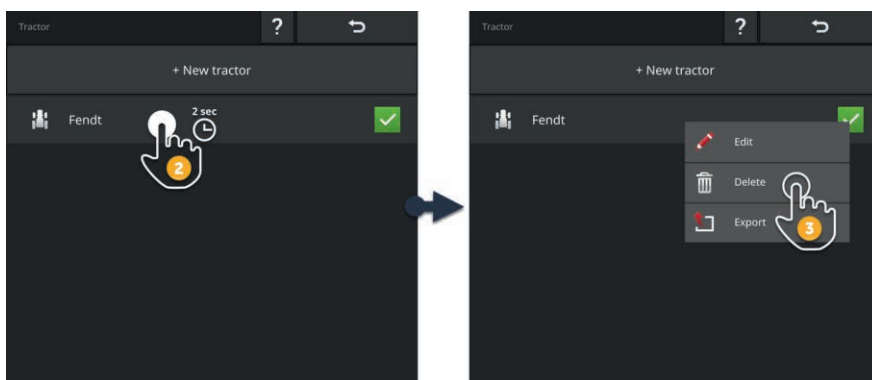 Tractor
?
+ New tractor
Fendt
2 sec
2
Tractor
?
+ New tractor
Fendt
Edit
Delete
Export
3